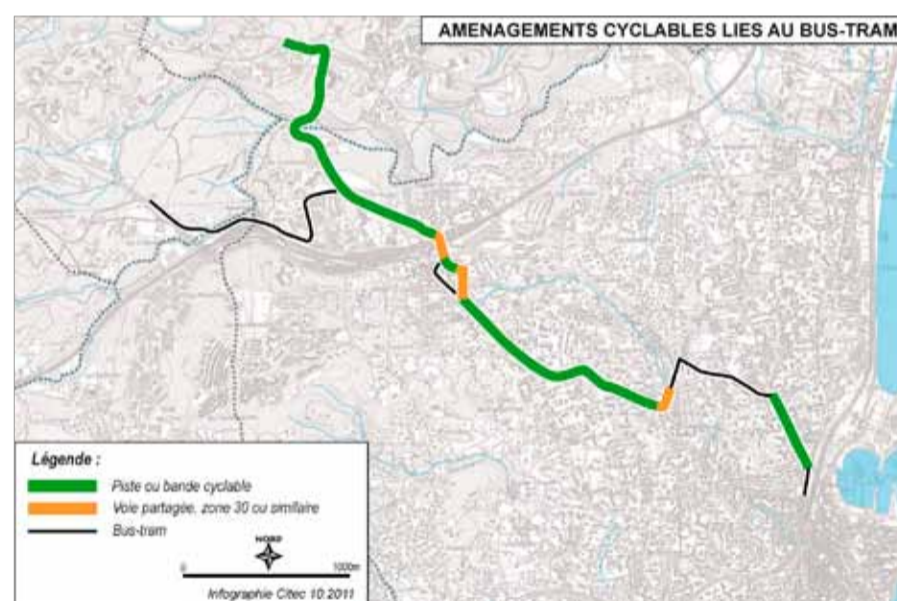 AMENAGEMENTS CYCLABLES LIES AU BUS-TRAM
Légende :
Piste ou bande cyclable
Voie partagée, zone 30 ou similaire
Bus-tram
NORD
0 1000m
Infographie Citec 10.2011